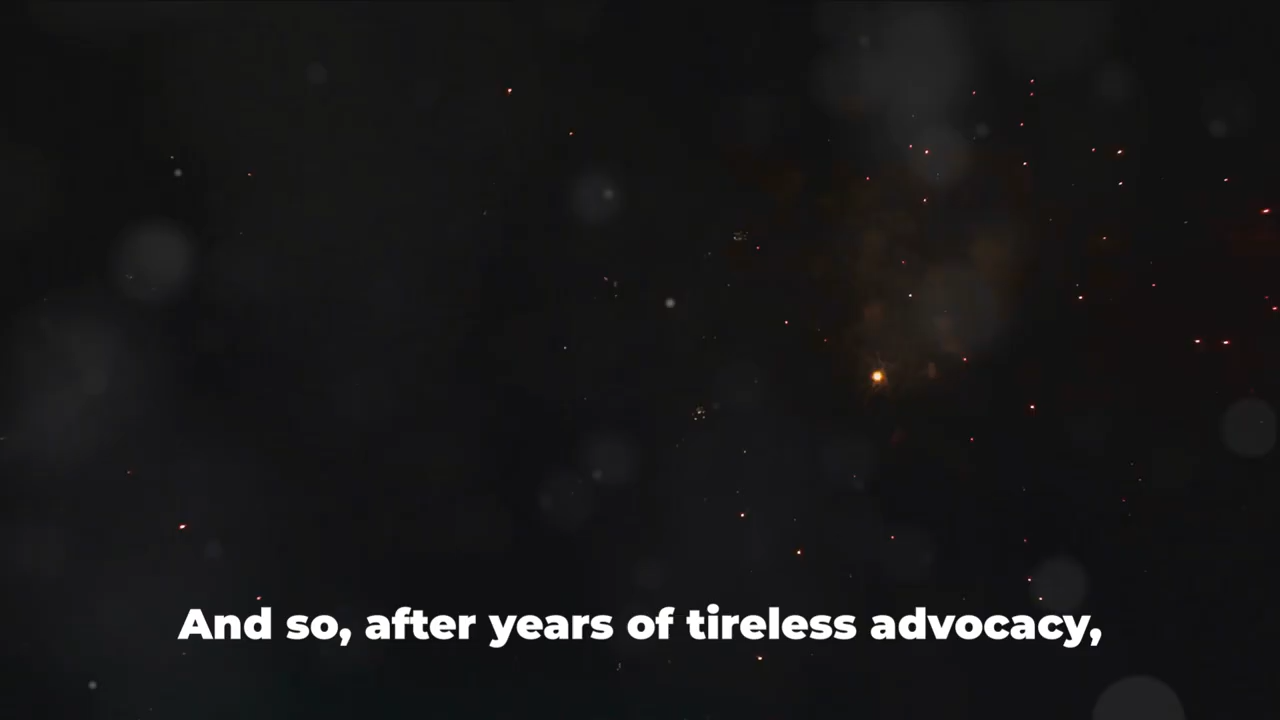 And so, after years of tireless advocacy,